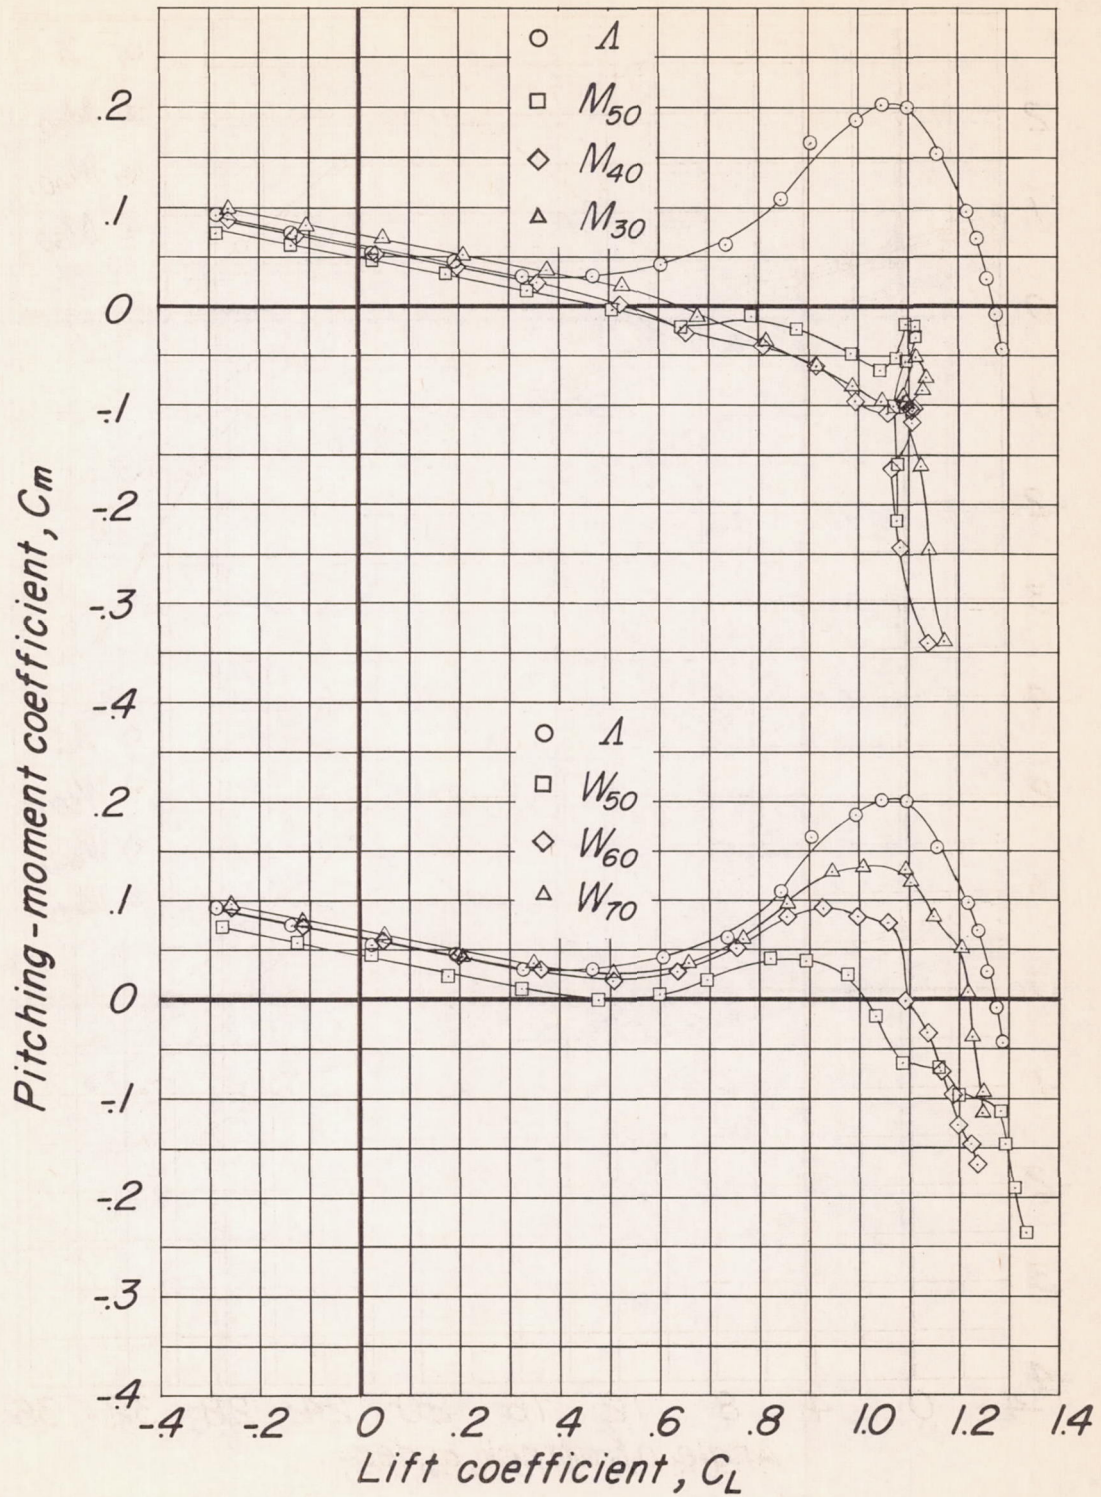 Λ
M50
M40
M30
.2
.1
0
-.1
-.2
-.3
-.4
Λ
W50
W60
W70
.2
.1
0
-.1
-.2
-.3
-.4
-.4 -.2 0 .2 .4 .6 .8 1.0 1.2 1.4
Lift coefficient, CL
Pitching-moment coefficient, Cm